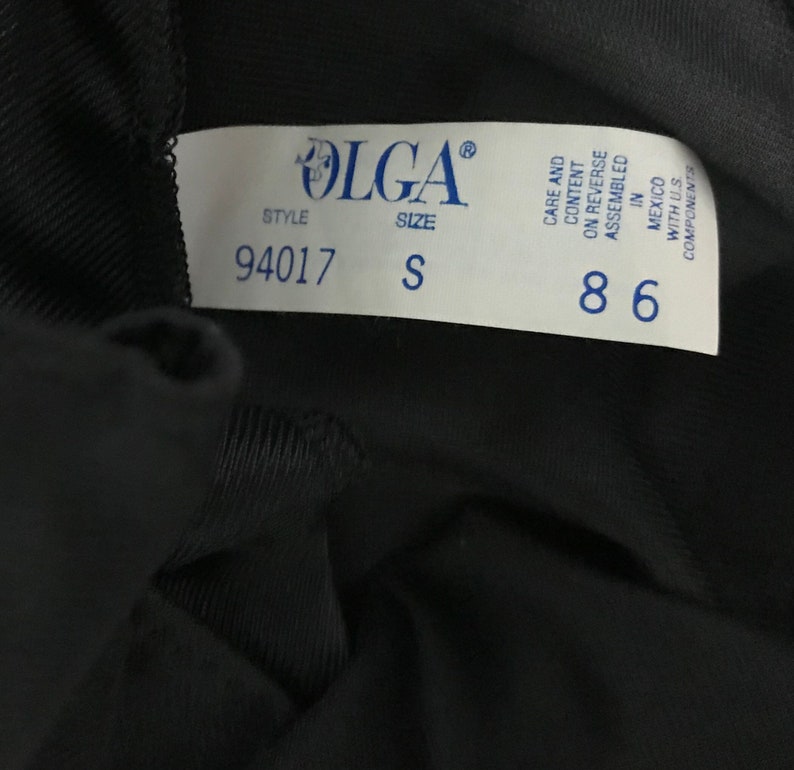 OLGA®
STYLE
SIZE
94017
S
CARE AND
CONTENT
ON REVERSE
ASSEMBLED
IN
MEXICO
WITH U.S.
COMPONENTS
8 6